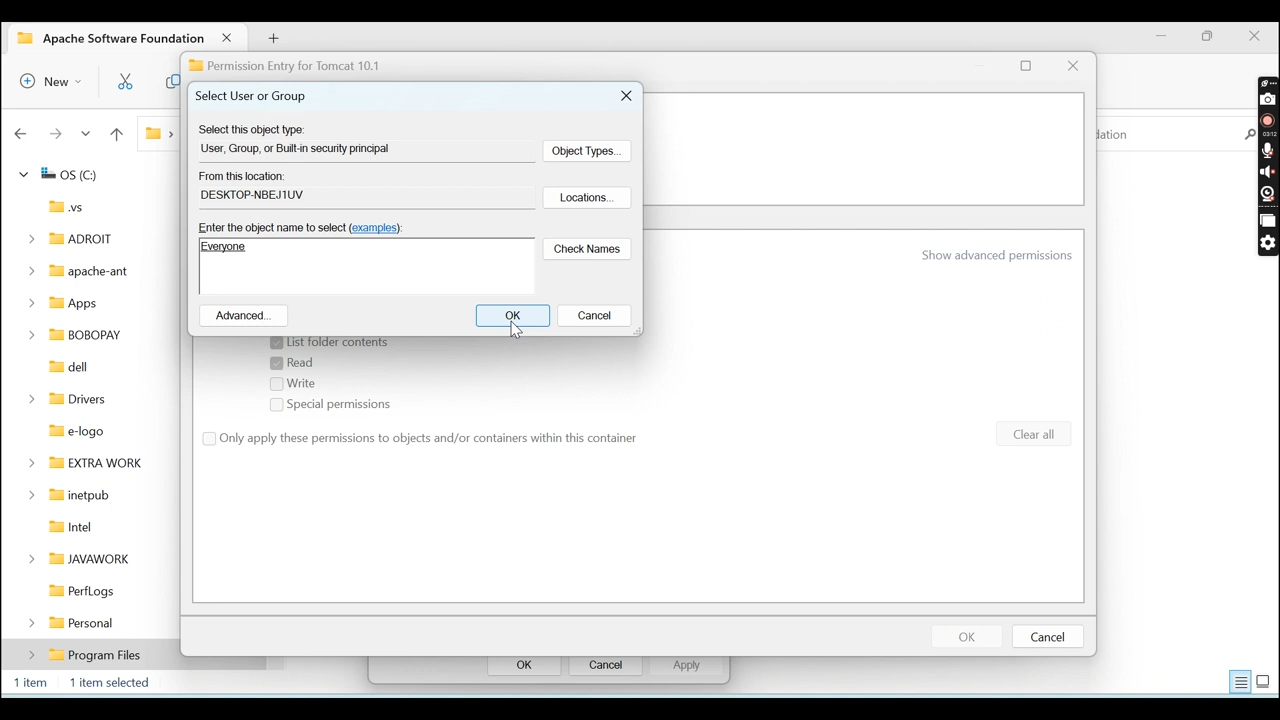 Apache Software Foundation
New
Permission Entry for Tomcat 10.1
Select User or Group
Select this object type:
User, Group, or Built-in security principal
Object Types...
From this location:
DESKTOP-NBEJ1UV
Locations...
Enter the object name to select (examples):
Everyone
Check Names
Advanced...
OK
Cancel
dation
03/12
Show advanced permissions
List folder contents
Read
Write
Special permissions
Only apply these permissions to objects and/or containers within this container
Clear all
OK
Cancel
OK
Cancel
Apply
OS (C:)
.vs
ADROIT
apache-ant
Apps
BOBOPAY
dell
Drivers
e-logo
EXTRA WORK
inetpub
Intel
JAVAWORK
PerfLogs
Personal
Program Files
1 item
1 item selected